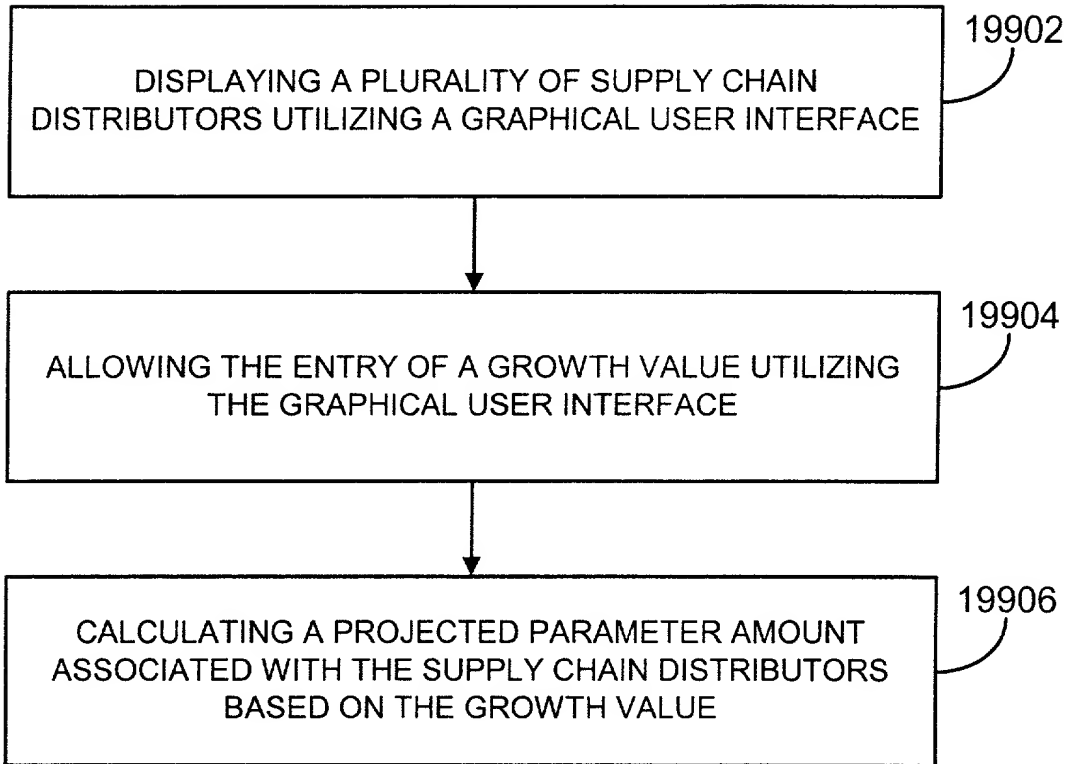 19902
DISPLAYING A PLURALITY OF SUPPLY CHAIN
DISTRIBUTORS UTILIZING A GRAPHICAL USER INTERFACE
19904
ALLOWING THE ENTRY OF A GROWTH VALUE UTILIZING
THE GRAPHICAL USER INTERFACE
19906
CALCULATING A PROJECTED PARAMETER AMOUNT
ASSOCIATED WITH THE SUPPLY CHAIN DISTRIBUTORS
BASED ON THE GROWTH VALUE